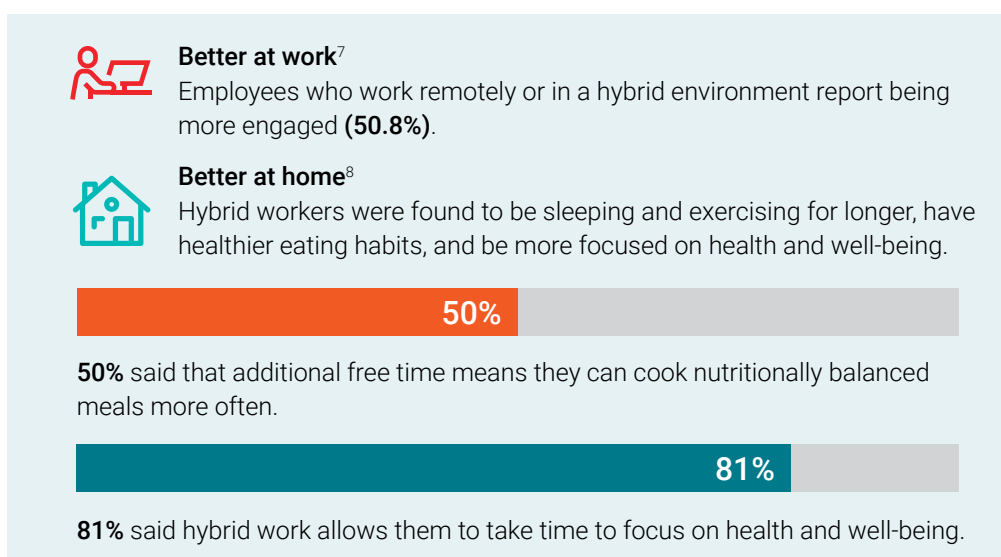 Better at work7
Employees who work remotely or in a hybrid environment report being
more engaged (50.8%).
Better at home8
Hybrid workers were found to be sleeping and exercising for longer, have
healthier eating habits, and be more focused on health and well-being.
50%
50% said that additional free time means they can cook nutritionally balanced
meals more often.
81%
81% said hybrid work allows them to take time to focus on health and well-being.